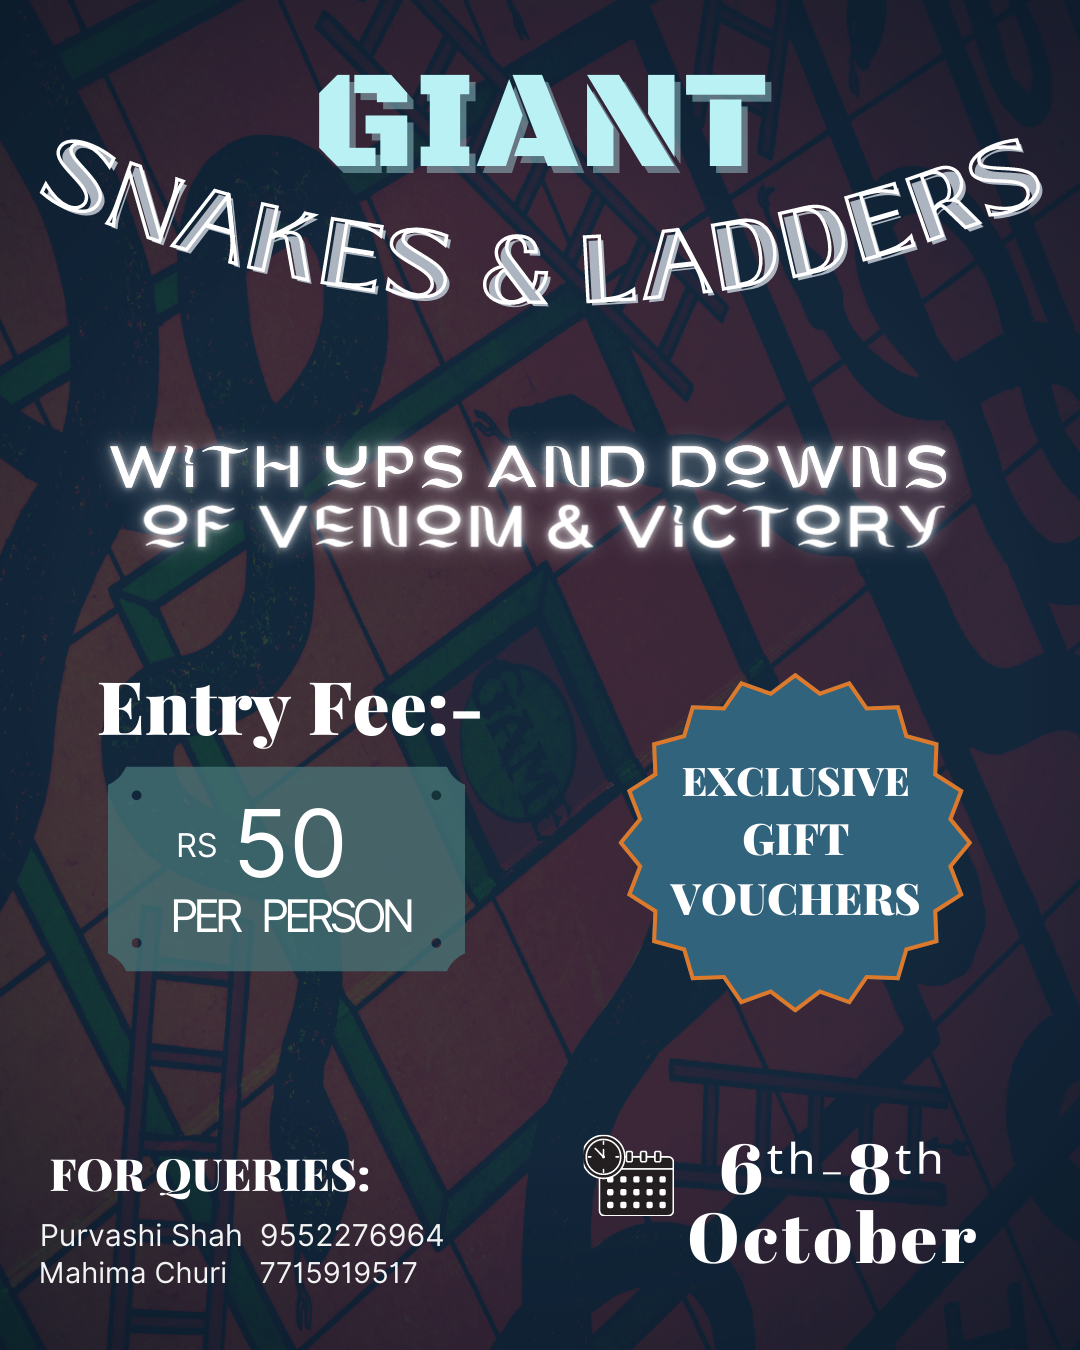 GIANT
SNAKES & LADDERS
WITH UPS AND DOWNS
OF VENOM & VICTORY
Entry Fee:-
RS 50
PER PERSON
EXCLUSIVE
GIFT
VOUCHERS
FOR QUERIES:
Purvashi Shah 9552276964
Mahima Churi 7715919517
6th-8th
October